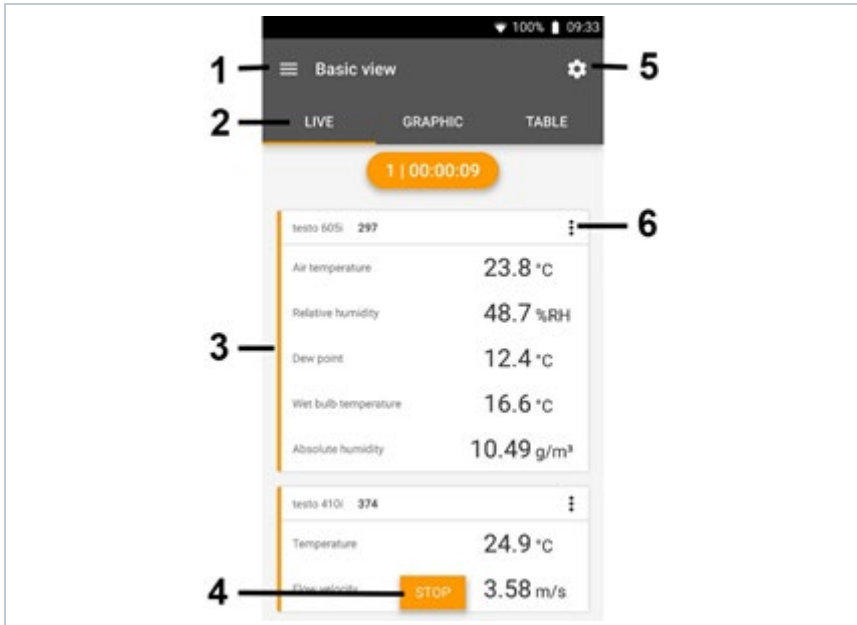 100% 09:33
1 Basic view 5
2 LIVE GRAPHIC TABLE
1 | 00:00:09
testo 605i 297 6
Air temperature 23.8 °C
Relative humidity 48.7 %RH
3
Dew point 12.4 °C
Wet bulb temperature 16.6 °C
Absolute humidity 10.49 g/m³
testo 410i 374
Temperature 24.9 °C
4 Flow velocity STOP 3.58 m/s